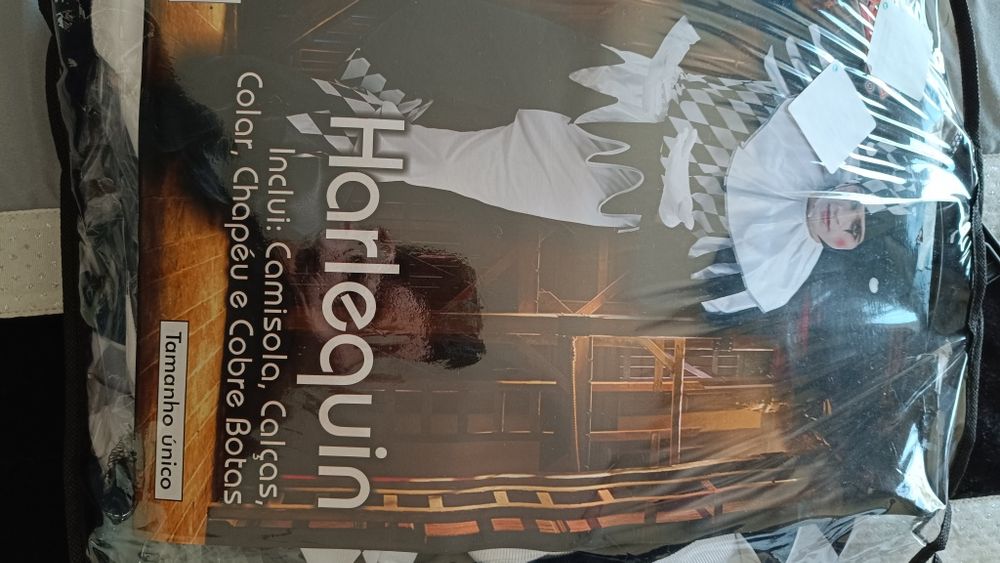 Harlequin
Inclui: Camisola, Calças,
Colar, Chapéu e Cobre Botas
Tamanho único